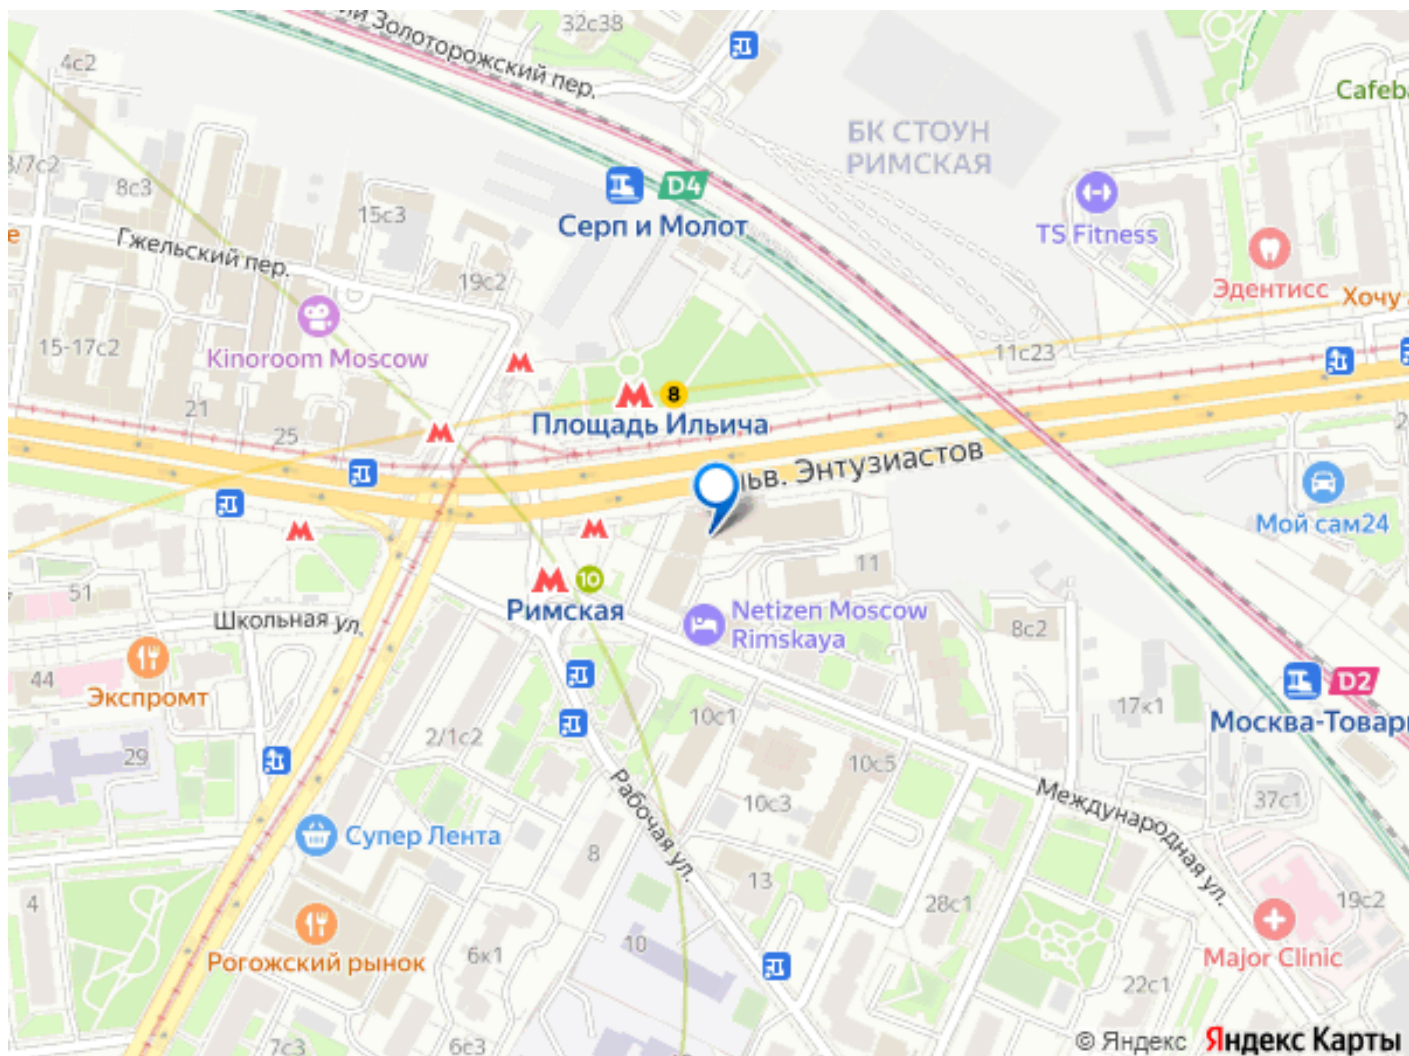 32с38
Золоторожский пер.
4с2
Cafeb
БК СТОУН
РИМСКАЯ
3/7с2
8с3
15с3
D4
Серп и Молот
TS Fitness
Гжельский пер.
19с2
Эдентисс
Хочу
15-17с2
Kinoroom Moscow
11с23
8
Площадь Ильича
21
25
льв. Энтузиастов
Мой сам24
51
11
10
Римская
Netizen Moscow
Rimskaya
Школьная ул.
8с2
44
Экспромт
D2
17к1
Москва-Товар
10с1
2/1с2
29
10с5
37с1
10с3
Международная ул.
Рабочая ул.
Супер Лента
8
13
4
28с1
19с2
10
6к1
Рогожский рынок
Major Clinic
22с1
7с3
6с3
© Яндекс Яндекс Карты